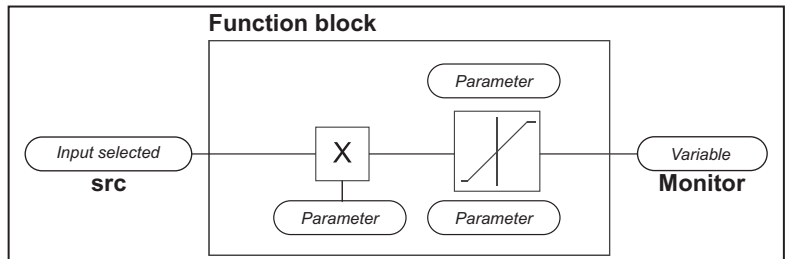 Function block
Parameter
Input selected
X
Variable
src
Monitor
Parameter
Parameter